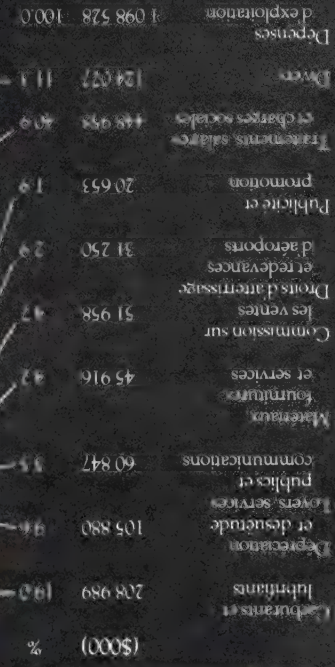 ($000) %
Carburants et
lubrifiants 208 989 19.0
Dépréciation
et désuétude 105 880 9.6
Loyers, services
publics et
communications 60 847 5.5
Matériaux,
fournitures
et services 45 916 4.2
Commission sur
les ventes 51 958 4.7
Droits d'atterrissage
et redevances
d'aéroports 31 250 2.9
Publicité et
promotion 20 653 1.9
Traitements, salaires
et charges sociales 448 958 40.9
Divers 124 027 11.3
Dépenses
d'exploitation 1 098 528 100.0